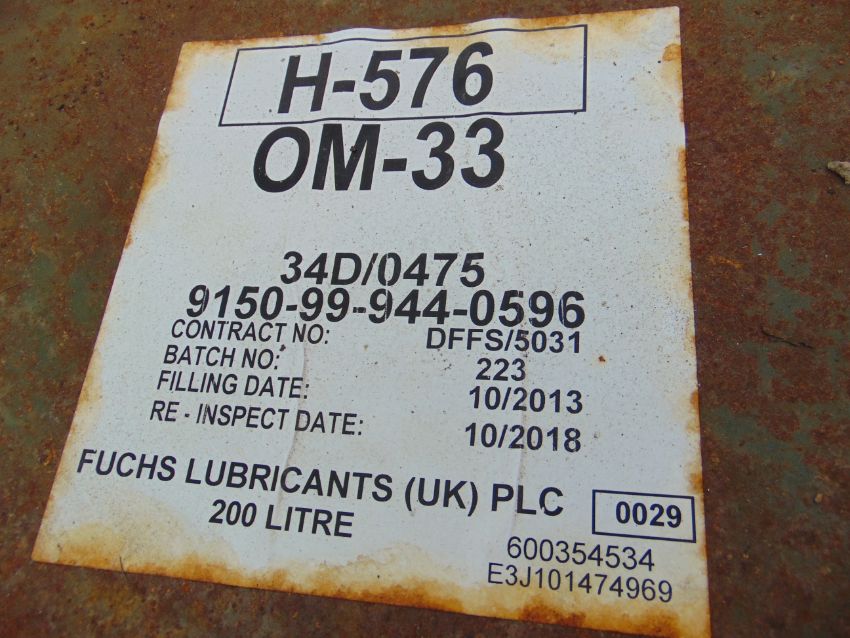 H-576
OM-33
34D/0475
9150-99-944-0596
CONTRACT NO: DFFS/5031
BATCH NO: 223
FILLING DATE: 10/2013
RE - INSPECT DATE: 10/2018
FUCHS LUBRICANTS (UK) PLC 0029
200 LITRE
600354534
E3J101474969